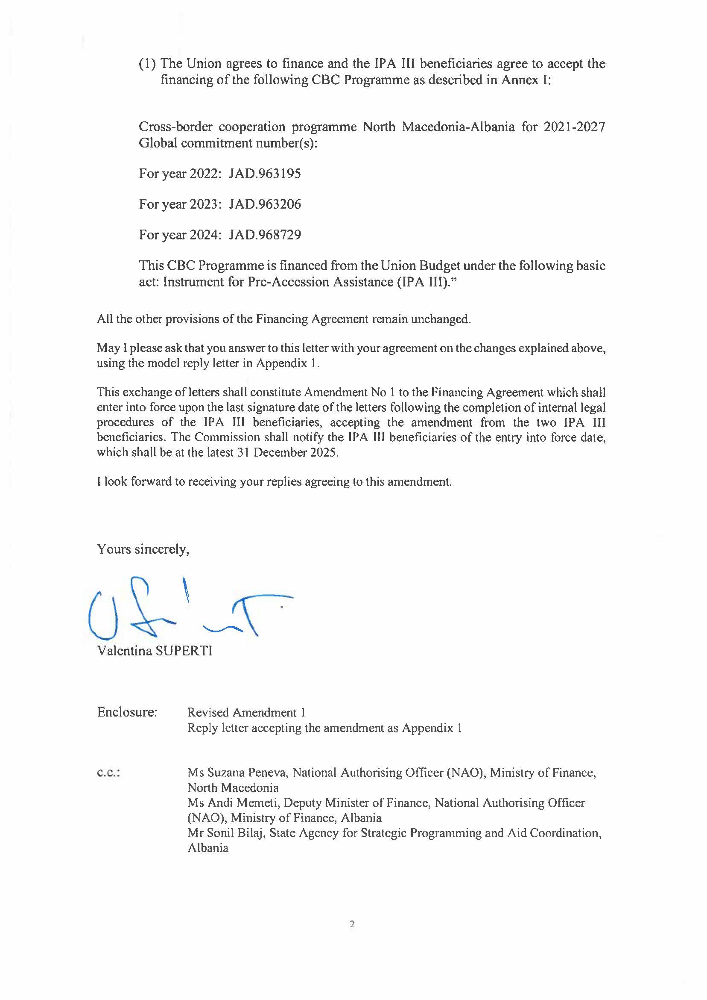 (1) The Union agrees to finance and the IPA III beneficiaries agree to accept the
financing of the following CBC Programme as described in Annex I:
Cross-border cooperation programme North Macedonia-Albania for 2021-2027
Global commitment number(s):
For year 2022: JAD.963195
For year 2023: JAD.963206
For year 2024: JAD.968729
This CBC Programme is financed from the Union Budget under the following basic
act: Instrument for Pre-Accession Assistance (IPA III).”
All the other provisions of the Financing Agreement remain unchanged.
May I please ask that you answer to this letter with your agreement on the changes explained above,
using the model reply letter in Appendix 1.
This exchange of letters shall constitute Amendment No 1 to the Financing Agreement which shall
enter into force upon the last signature date of the letters following the completion of internal legal
procedures of the IPA III beneficiaries, accepting the amendment from the two IPA III
beneficiaries. The Commission shall notify the IPA III beneficiaries of the entry into force date,
which shall be at the latest 31 December 2025.
I look forward to receiving your replies agreeing to this amendment.
Yours sincerely,
Valentina SUPERTI
Enclosure: Revised Amendment 1
Reply letter accepting the amendment as Appendix 1
c.c.: Ms Suzana Peneva, National Authorising Officer (NAO), Ministry of Finance,
North Macedonia
Ms Andi Memeti, Deputy Minister of Finance, National Authorising Officer
(NAO), Ministry of Finance, Albania
Mr Sonil Bilaj, State Agency for Strategic Programming and Aid Coordination,
Albania
2